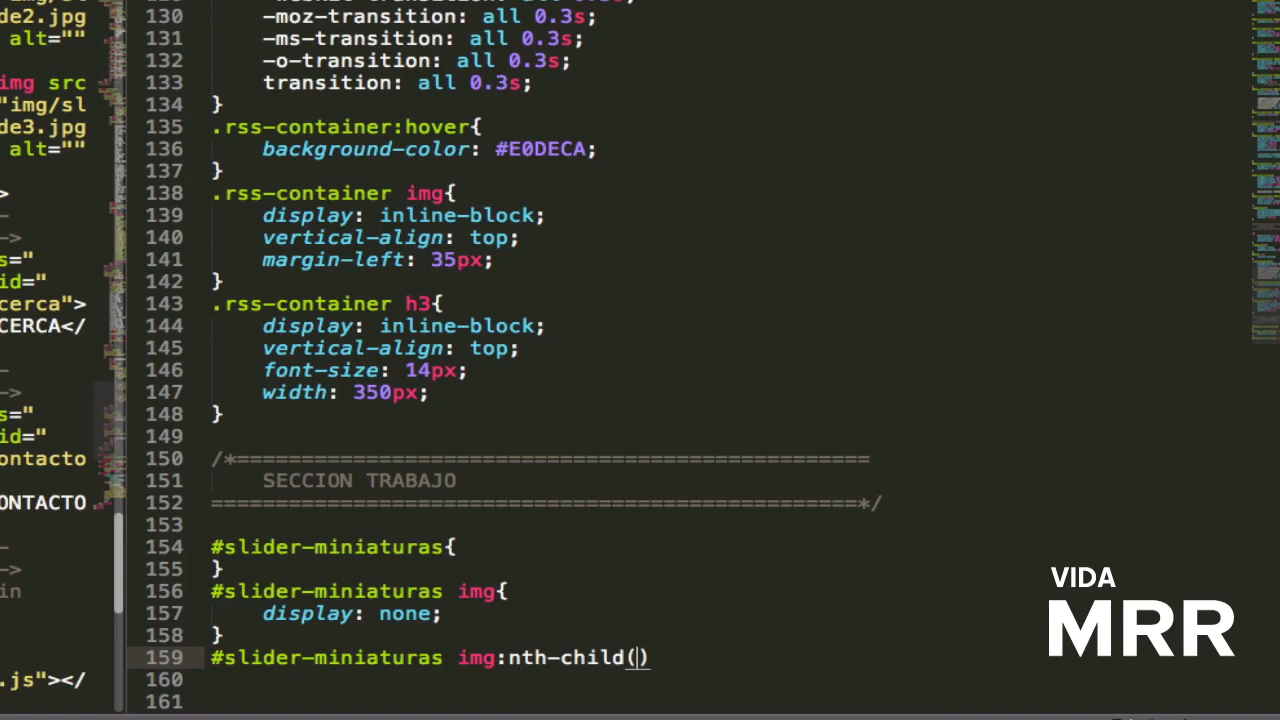 de2.jpg
alt=""
img src
"img/sl
de3.jpg
alt=""
>
->
s="
id="
cerca">
CERCA</
->
s="
id="
ontacto
ONTACTO
->
in
.js"></
130 -moz-transition: all 0.3s;
131 -ms-transition: all 0.3s;
132 -o-transition: all 0.3s;
133 transition: all 0.3s;
134 }
135 .rss-container:hover{
136 background-color: #E0DECA;
137 }
138 .rss-container img{
139 display: inline-block;
140 vertical-align: top;
141 margin-left: 35px;
142 }
143 .rss-container h3{
144 display: inline-block;
145 vertical-align: top;
146 font-size: 14px;
147 width: 350px;
148 }
149
150 /*=================================================
151 SECCION TRABAJO
152 ==================================================*/
153
154 #slider-miniaturas{
155 }
156 #slider-miniaturas img{
157 display: none;
158 }
159 #slider-miniaturas img:nth-child()
160
161
VIDA
MRR